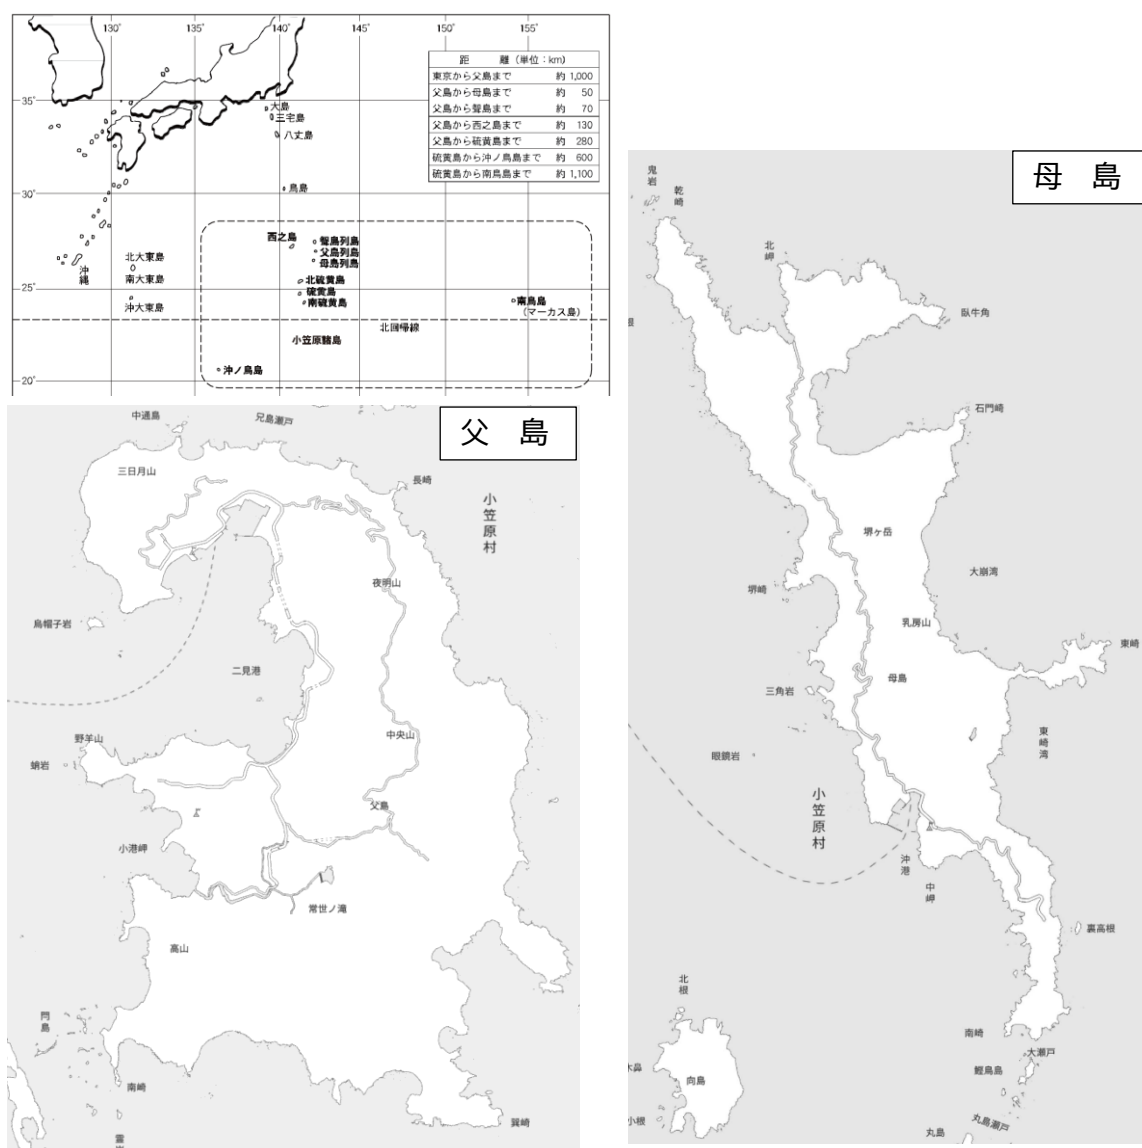 130°
140°
145°
150°
155°
距 離 (単位:km)
東京から父島まで 約 1,000
父島から母島まで 約 50
父島から聟島まで 約 70
父島から西之島まで 約 130
父島から硫黄島まで 約 280
硫黄島から沖ノ鳥島まで 約 600
硫黄島から南鳥島まで 約 1,100
35°
大島
三宅島
八丈島
30°
鳥島
西之島
聟島列島
父島列島
母島列島
北大東島
南大東島
沖大東島
沖縄
25°
北硫黄島
硫黄島
南硫黄島
南鳥島
(マーカス島)
北回帰線
小笠原諸島
20°
沖ノ鳥島
父 島
中通島
兄島瀬戸
三日月山
長崎
小笠原村
夜明山
烏帽子岩
二見港
野羊山
中央山
父島
小港岬
常世ノ滝
高山
南崎
巽崎
母 島
鬼岩
乾崎
北岬
臥牛角
石門崎
堺ヶ岳
大崩湾
堺崎
乳房山
東崎
母島
三角岩
東崎湾
眼鏡岩
小笠原村
沖港
中岬
裏高根
北根
南崎
大瀬戸
鰹鳥島
向島
小根
丸島瀬戸
丸島